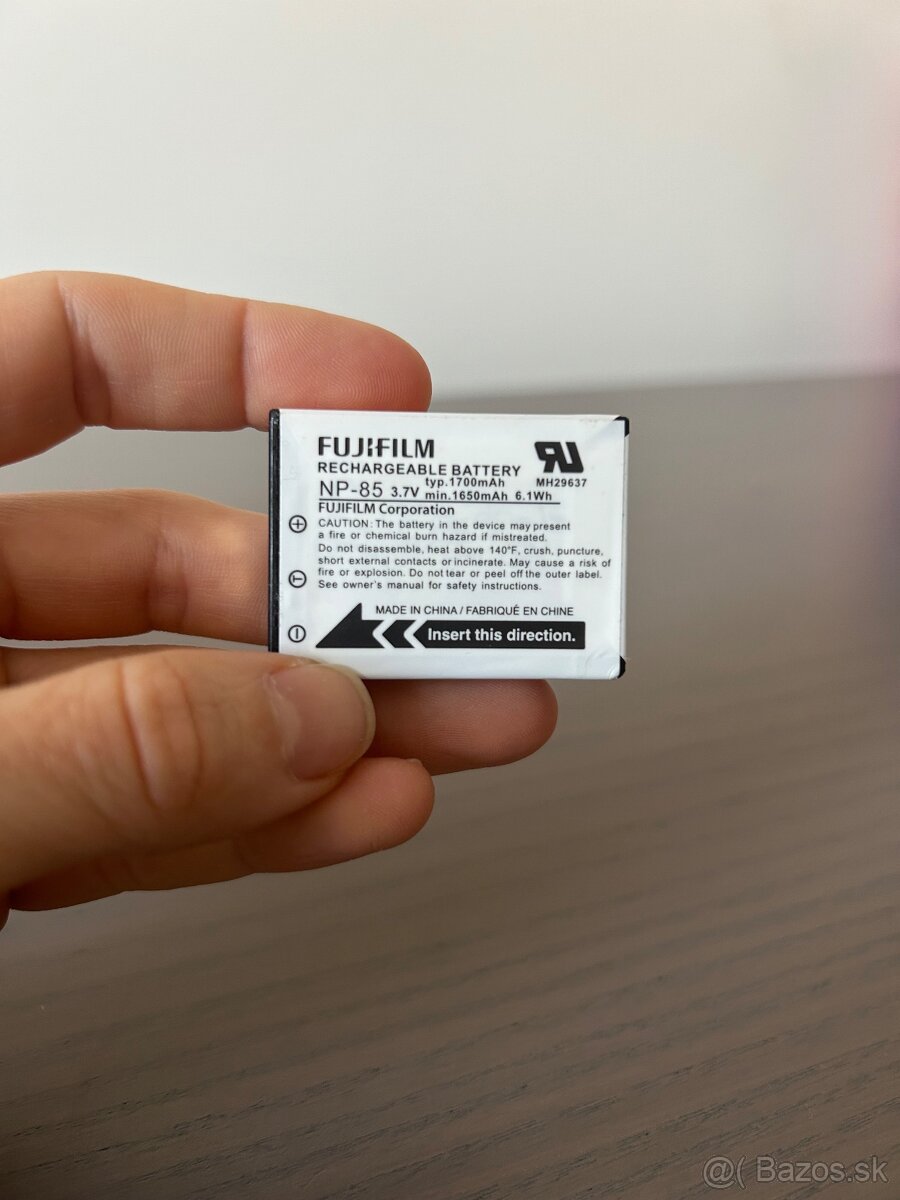 FUJIFILM
RECHARGEABLE BATTERY
NP-85 3.7V typ.1700mAh min.1650mAh 6.1Wh
MH29637
FUJIFILM Corporation
CAUTION: The battery in the device may present
a fire or chemical burn hazard if mistreated.
Do not disassemble, heat above 140°F, crush, puncture,
short external contacts or incinerate. May cause a risk of
fire or explosion. Do not tear or peel off the outer label.
See owner's manual for safety instructions.
MADE IN CHINA / FABRIQUÉ EN CHINE
Insert this direction.
+
T
−
@( Bazos.sk